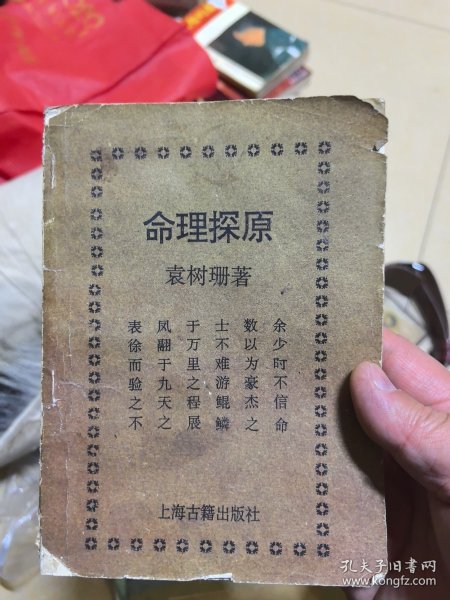 命理探原
袁树珊著
余少时不信命
数以为豪杰之
士不难游鲲鳞
于万里之程展
凤翮于九天之
表徐而验之不
上海古籍出版社
孔夫子旧书网
www.kongfz.com